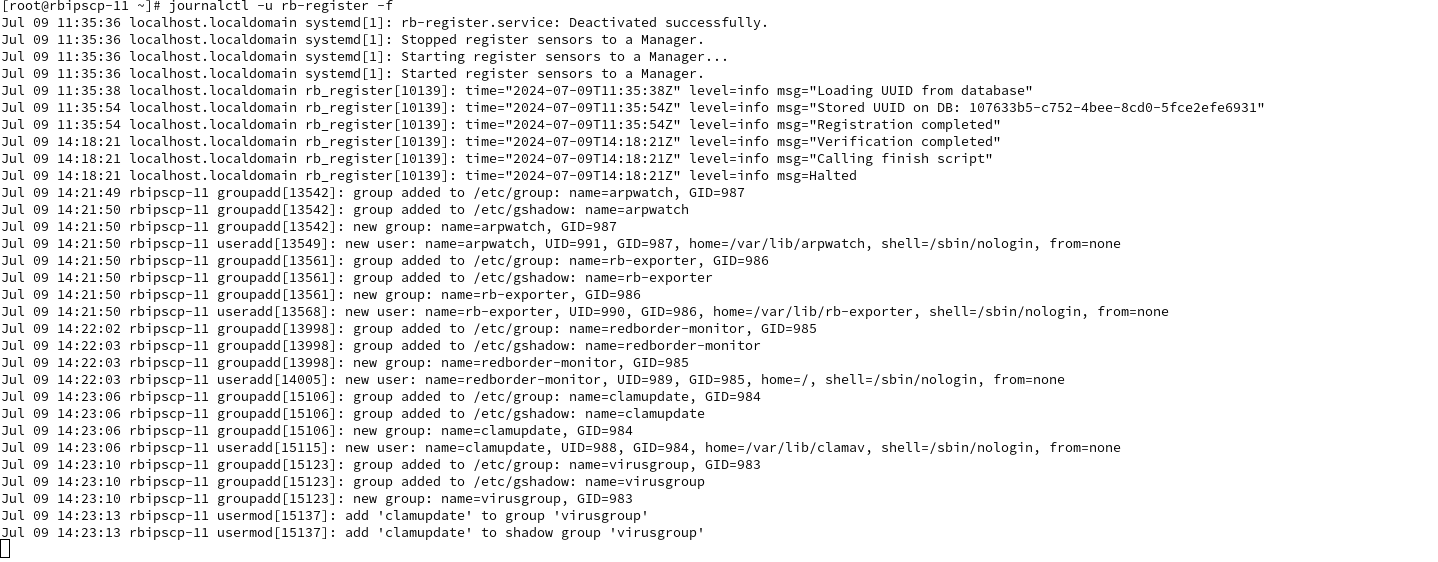 [root@rbipscp-11 ~]# journalctl -u rb-register -f
Jul 09 11:35:36 localhost.localdomain systemd[1]: rb-register.service: Deactivated successfully.
Jul 09 11:35:36 localhost.localdomain systemd[1]: Stopped register sensors to a Manager.
Jul 09 11:35:36 localhost.localdomain systemd[1]: Starting register sensors to a Manager...
Jul 09 11:35:36 localhost.localdomain systemd[1]: Started register sensors to a Manager.
Jul 09 11:35:38 localhost.localdomain rb_register[10139]: time="2024-07-09T11:35:38Z" level=info msg="Loading UUID from database"
Jul 09 11:35:54 localhost.localdomain rb_register[10139]: time="2024-07-09T11:35:54Z" level=info msg="Stored UUID on DB: 107633b5-c752-4bee-8cd0-5fce2efe6931"
Jul 09 11:35:54 localhost.localdomain rb_register[10139]: time="2024-07-09T11:35:54Z" level=info msg="Registration completed"
Jul 09 14:18:21 localhost.localdomain rb_register[10139]: time="2024-07-09T14:18:21Z" level=info msg="Verification completed"
Jul 09 14:18:21 localhost.localdomain rb_register[10139]: time="2024-07-09T14:18:21Z" level=info msg="Calling finish script"
Jul 09 14:18:21 localhost.localdomain rb_register[10139]: time="2024-07-09T14:18:21Z" level=info msg=Halted
Jul 09 14:21:49 rbipscp-11 groupadd[13542]: group added to /etc/group: name=arpwatch, GID=987
Jul 09 14:21:50 rbipscp-11 groupadd[13542]: group added to /etc/gshadow: name=arpwatch
Jul 09 14:21:50 rbipscp-11 groupadd[13542]: new group: name=arpwatch, GID=987
Jul 09 14:21:50 rbipscp-11 useradd[13549]: new user: name=arpwatch, UID=991, GID=987, home=/var/lib/arpwatch, shell=/sbin/nologin, from=none
Jul 09 14:21:50 rbipscp-11 groupadd[13561]: group added to /etc/group: name=rb-exporter, GID=986
Jul 09 14:21:50 rbipscp-11 groupadd[13561]: group added to /etc/gshadow: name=rb-exporter
Jul 09 14:21:50 rbipscp-11 groupadd[13561]: new group: name=rb-exporter, GID=986
Jul 09 14:21:50 rbipscp-11 useradd[13568]: new user: name=rb-exporter, UID=990, GID=986, home=/var/lib/rb-exporter, shell=/sbin/nologin, from=none
Jul 09 14:22:02 rbipscp-11 groupadd[13998]: group added to /etc/group: name=redborder-monitor, GID=985
Jul 09 14:22:03 rbipscp-11 groupadd[13998]: group added to /etc/gshadow: name=redborder-monitor
Jul 09 14:22:03 rbipscp-11 groupadd[13998]: new group: name=redborder-monitor, GID=985
Jul 09 14:22:03 rbipscp-11 useradd[14005]: new user: name=redborder-monitor, UID=989, GID=985, home=/, shell=/sbin/nologin, from=none
Jul 09 14:23:06 rbipscp-11 groupadd[15106]: group added to /etc/group: name=clamupdate, GID=984
Jul 09 14:23:06 rbipscp-11 groupadd[15106]: group added to /etc/gshadow: name=clamupdate
Jul 09 14:23:06 rbipscp-11 groupadd[15106]: new group: name=clamupdate, GID=984
Jul 09 14:23:06 rbipscp-11 useradd[15115]: new user: name=clamupdate, UID=988, GID=984, home=/var/lib/clamav, shell=/sbin/nologin, from=none
Jul 09 14:23:10 rbipscp-11 groupadd[15123]: group added to /etc/group: name=virusgroup, GID=983
Jul 09 14:23:10 rbipscp-11 groupadd[15123]: group added to /etc/gshadow: name=virusgroup
Jul 09 14:23:10 rbipscp-11 groupadd[15123]: new group: name=virusgroup, GID=983
Jul 09 14:23:13 rbipscp-11 usermod[15137]: add 'clamupdate' to group 'virusgroup'
Jul 09 14:23:13 rbipscp-11 usermod[15137]: add 'clamupdate' to shadow group 'virusgroup'